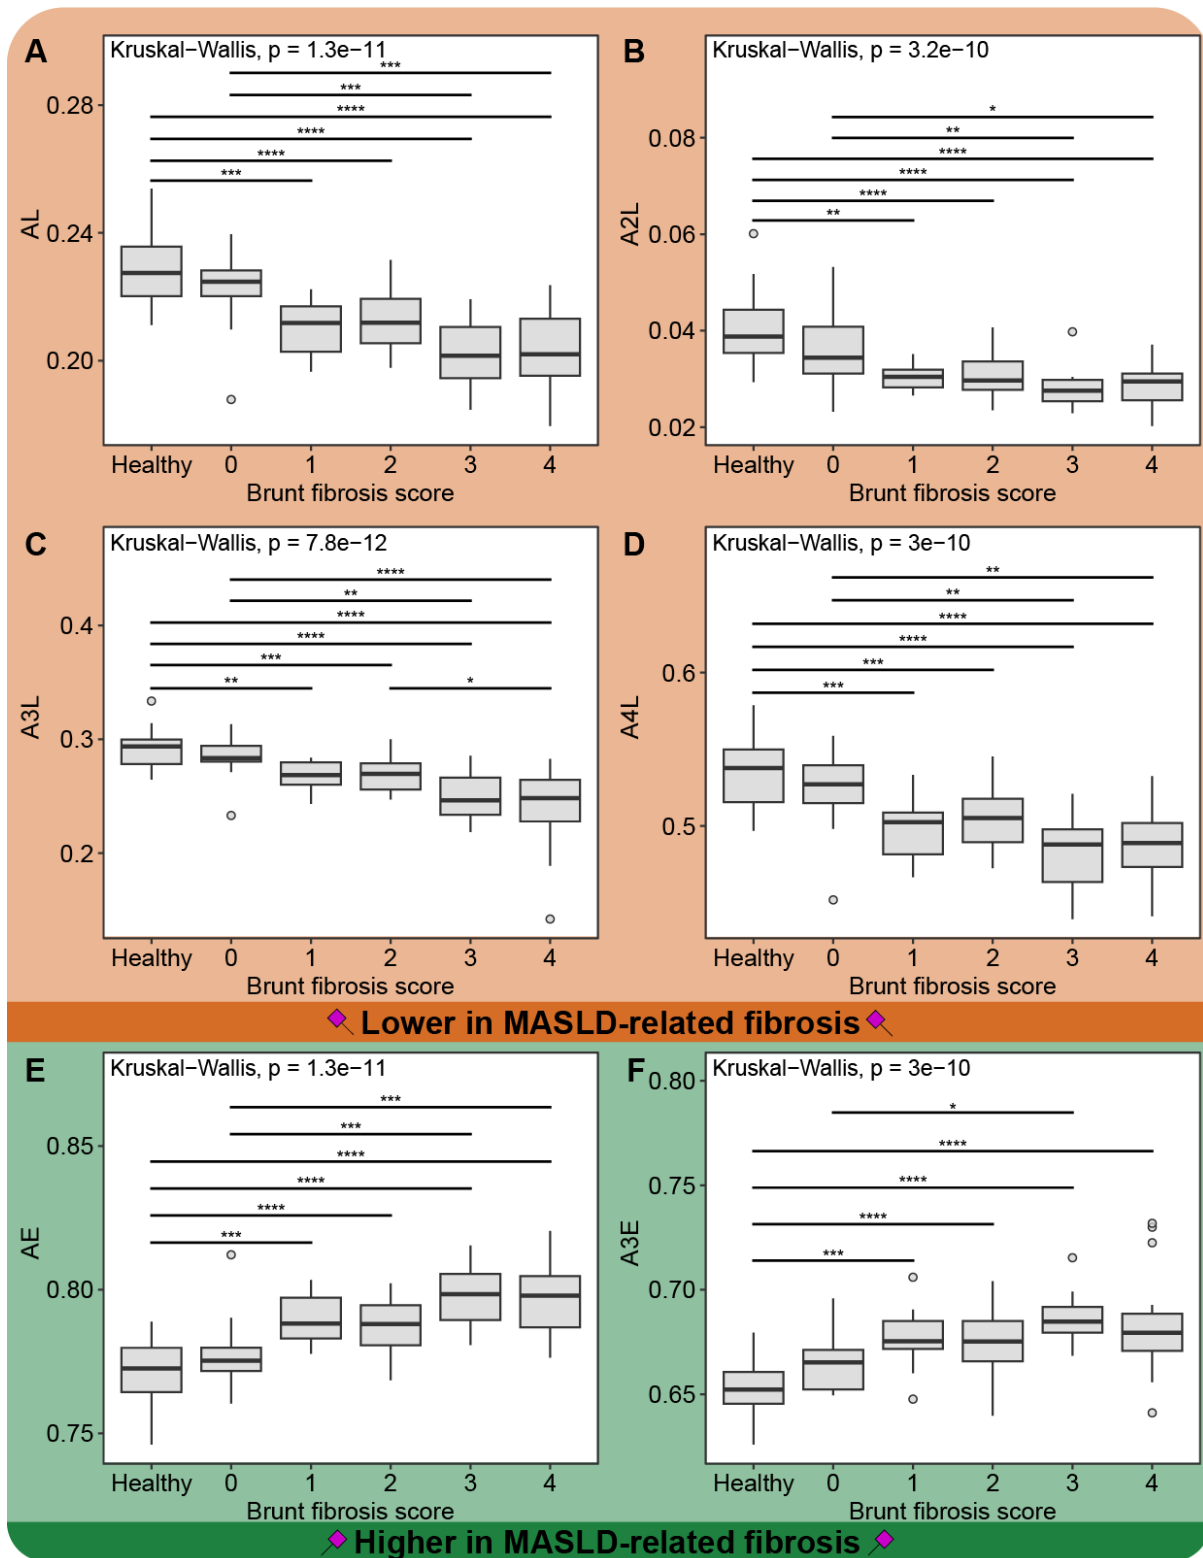 A
Kruskal−Wallis, p = 1.3e−11
***
***
****
****
****
***
0.28
0.24
0.20
AL
Healthy 0 1 2 3 4
Brunt fibrosis score
B
Kruskal−Wallis, p = 3.2e−10
*
**
****
****
****
**
0.08
0.06
0.04
0.02
A2L
Healthy 0 1 2 3 4
Brunt fibrosis score
C
Kruskal−Wallis, p = 7.8e−12
****
**
****
****
***
** *
0.4
0.3
0.2
A3L
Healthy 0 1 2 3 4
Brunt fibrosis score
D
Kruskal−Wallis, p = 3e−10
**
**
****
****
***
***
0.6
0.5
A4L
Healthy 0 1 2 3 4
Brunt fibrosis score
Lower in MASLD-related fibrosis
E
Kruskal−Wallis, p = 1.3e−11
***
***
****
****
****
***
0.85
0.80
0.75
AE
Healthy 0 1 2 3 4
Brunt fibrosis score
F
Kruskal−Wallis, p = 3e−10
*
****
****
****
***
0.80
0.75
0.70
0.65
A3E
Healthy 0 1 2 3 4
Brunt fibrosis score
Higher in MASLD-related fibrosis